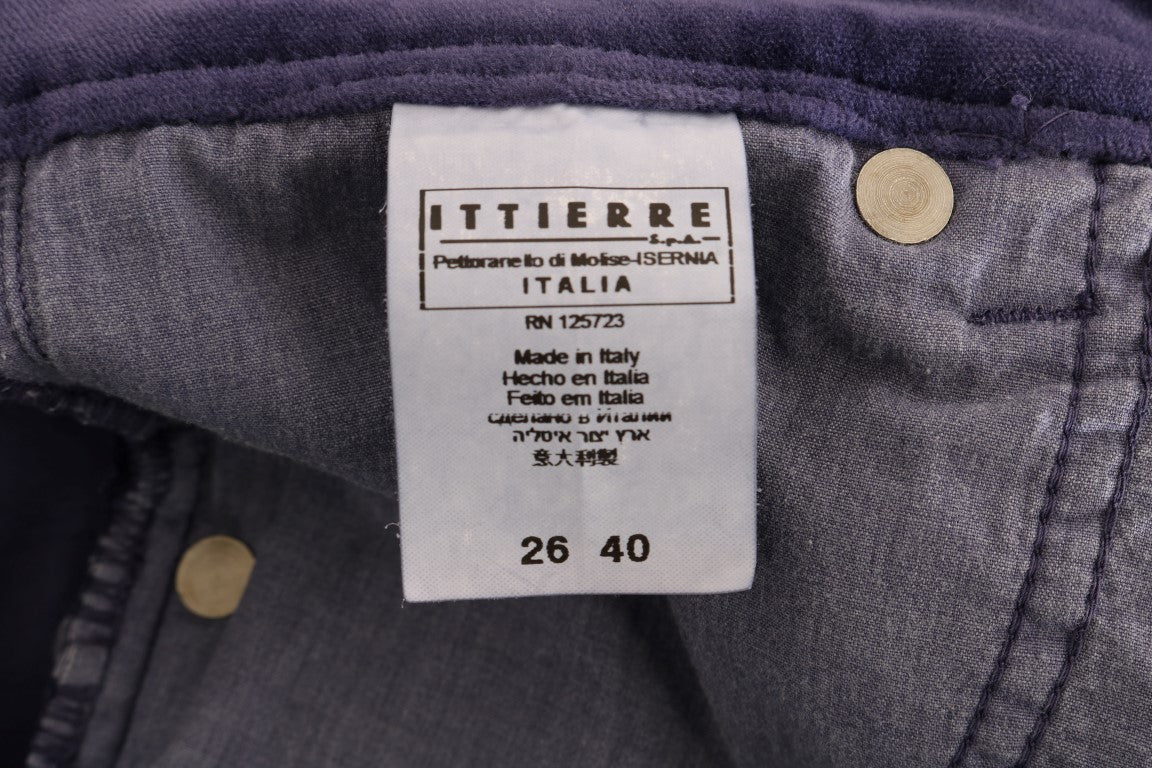 ITTIERRE
S.p.A.
Pettoranello di Molise-ISERNIA
ITALIA
RN 125723
Made in Italy
Hecho en Italia
Feito em Italia
Сделано в Италии
ארץ יצור איטליה
意大利製
26 40